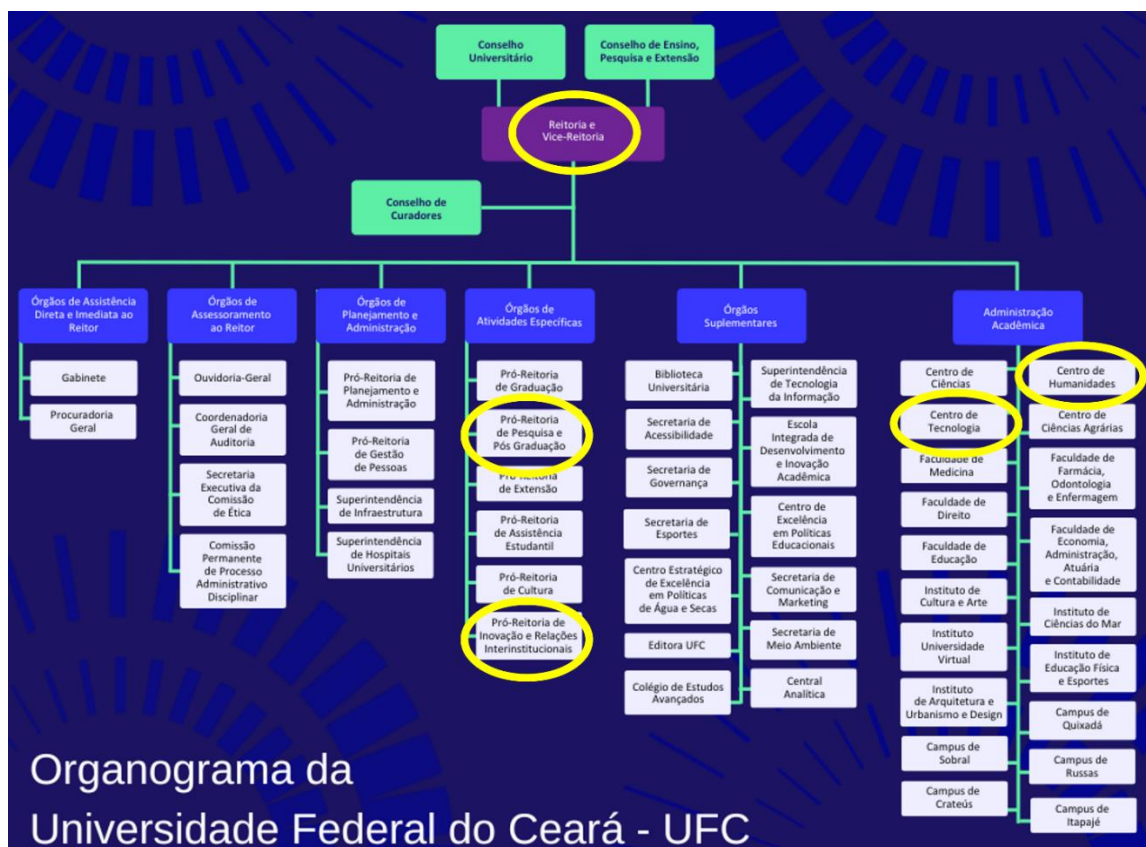 Conselho
Universitário
Conselho de Ensino,
Pesquisa e Extensão
Reitoria e
Vice-Reitoria
Conselho de
Curadores
Órgãos de Assistência
Direta e Imediata ao
Reitor
Gabinete
Procuradoria
Geral
Órgãos de
Assessoramento
ao Reitor
Ouvidoria-Geral
Coordenadoria
Geral de
Auditoria
Secretaria
Executiva da
Comissão
de Ética
Comissão
Permanente
de Processo
Administrativo
Disciplinar
Órgãos de
Planejamento e
Administração
Pró-Reitoria de
Planejamento e
Administração
Pró-Reitoria
de Gestão
de Pessoas
Superintendência
de Infraestrutura
Superintendência
de Hospitais
Universitários
Órgãos de
Atividades Específicas
Pró-Reitoria
de Graduação
Pró-Reitoria
de Pesquisa e
Pós Graduação
Pró-Reitoria
de Extensão
Pró-Reitoria
de Assistência
Estudantil
Pró-Reitoria
de Cultura
Pró-Reitoria de
Inovação e Relações
Interinstitucionais
Órgãos
Suplementares
Biblioteca
Universitária
Secretaria de
Acessibilidade
Secretaria de
Governança
Secretaria de
Esportes
Centro Estratégico
de Excelência
em Políticas
de Água e Secas
Editora UFC
Colégio de Estudos
Avançados
Superintendência
de Tecnologia
da Informação
Escola
Integrada de
Desenvolvimento
e Inovação
Acadêmica
Centro de
Excelência
em Políticas
Educacionais
Secretaria de
Comunicação e
Marketing
Secretaria de
Meio Ambiente
Central
Analítica
Administração
Acadêmica
Centro de
Ciências
Centro de
Tecnologia
Faculdade de
Medicina
Faculdade de
Direito
Faculdade de
Educação
Instituto de
Cultura e Arte
Instituto
Universidade
Virtual
Instituto
de Arquitetura e
Urbanismo e Design
Campus de
Sobral
Campus de
Crateús
Centro de
Humanidades
Centro de
Ciências Agrárias
Faculdade de
Farmácia,
Odontologia
e Enfermagem
Faculdade de
Economia,
Administração,
Atuária
e Contabilidade
Instituto de
Ciências do Mar
Instituto de
Educação Física
e Esportes
Campus de
Quixadá
Campus de
Russas
Campus de
Itapajé
Organograma da
Universidade Federal do Ceará - UFC